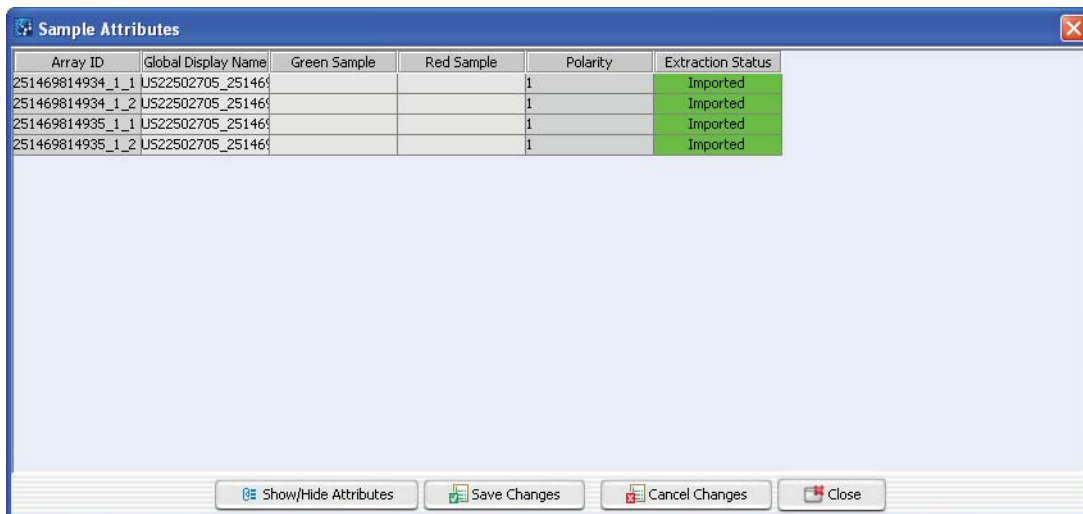 Sample Attributes
Array ID Global Display Name Green Sample Red Sample Polarity Extraction Status
251469814934_1_1 US22502705_25146 1 Imported
251469814934_1_2 US22502705_25146 1 Imported
251469814935_1_1 US22502705_25146 1 Imported
251469814935_1_2 US22502705_25146 1 Imported
Show/Hide Attributes Save Changes Cancel Changes Close